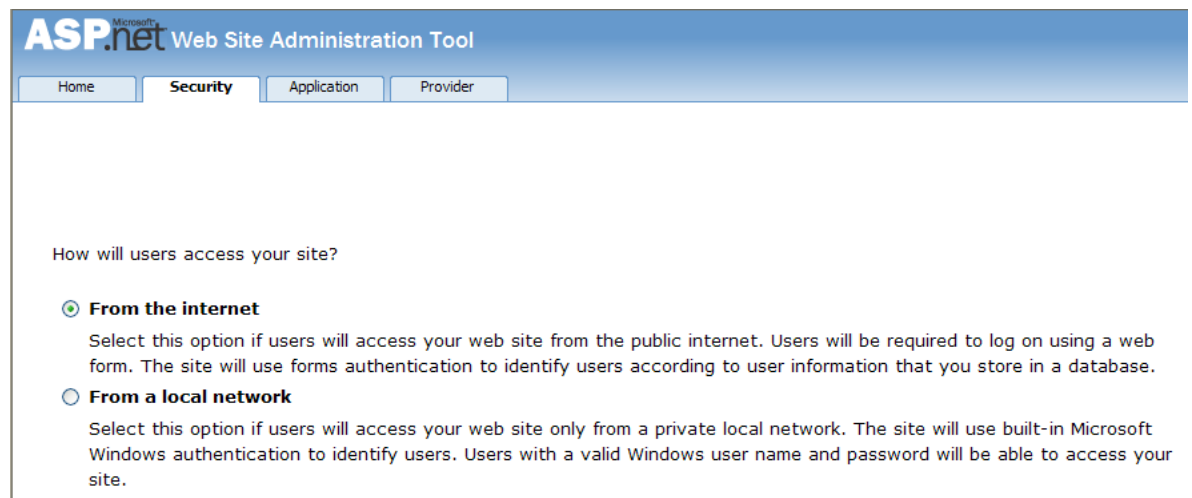 Microsoft
ASP.net Web Site Administration Tool
Home Security Application Provider
How will users access your site?
From the internet
Select this option if users will access your web site from the public internet. Users will be required to log on using a web
form. The site will use forms authentication to identify users according to user information that you store in a database.
From a local network
Select this option if users will access your web site only from a private local network. The site will use built-in Microsoft
Windows authentication to identify users. Users with a valid Windows user name and password will be able to access your
site.